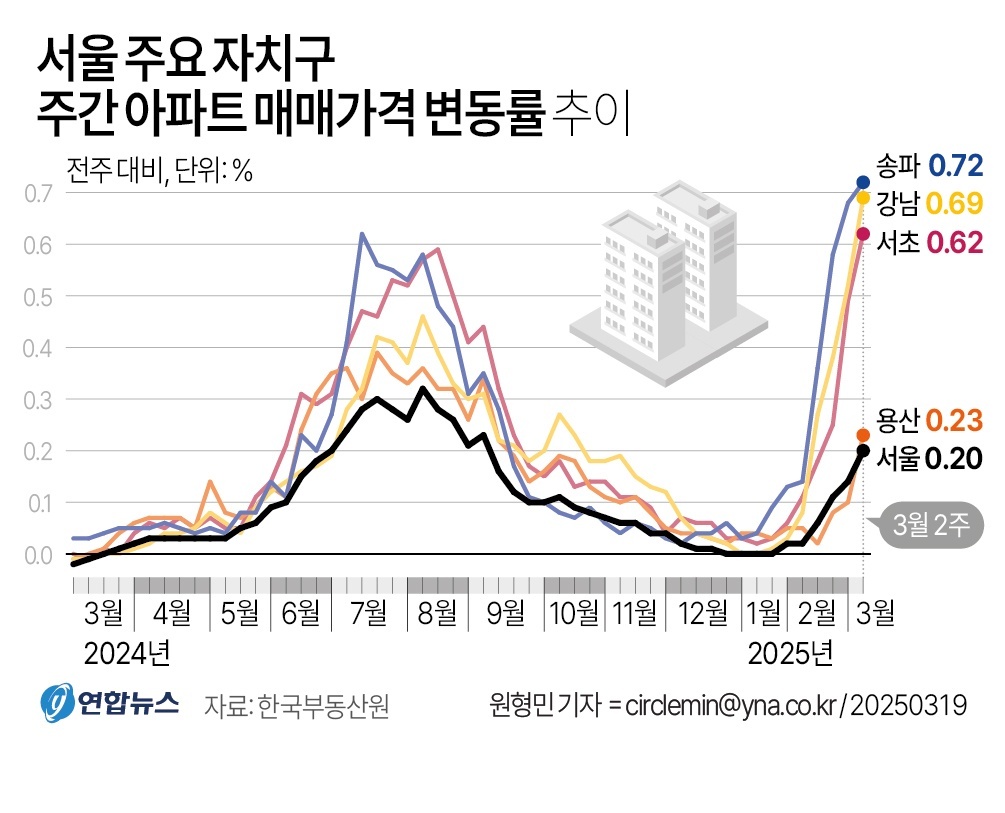 서울 주요 자치구
주간 아파트 매매가격 변동률 추이
전주 대비, 단위: %
송파 0.72
강남 0.69
서초 0.62
용산 0.23
서울 0.20
3월 2주
0.7
0.6
0.5
0.4
0.3
0.2
0.1
0.0
3월 4월 5월 6월 7월 8월 9월 10월 11월 12월 1월 2월 3월
2024년 2025년
연합뉴스 자료: 한국부동산원 원형민 기자 = circlemin@yna.co.kr / 20250319